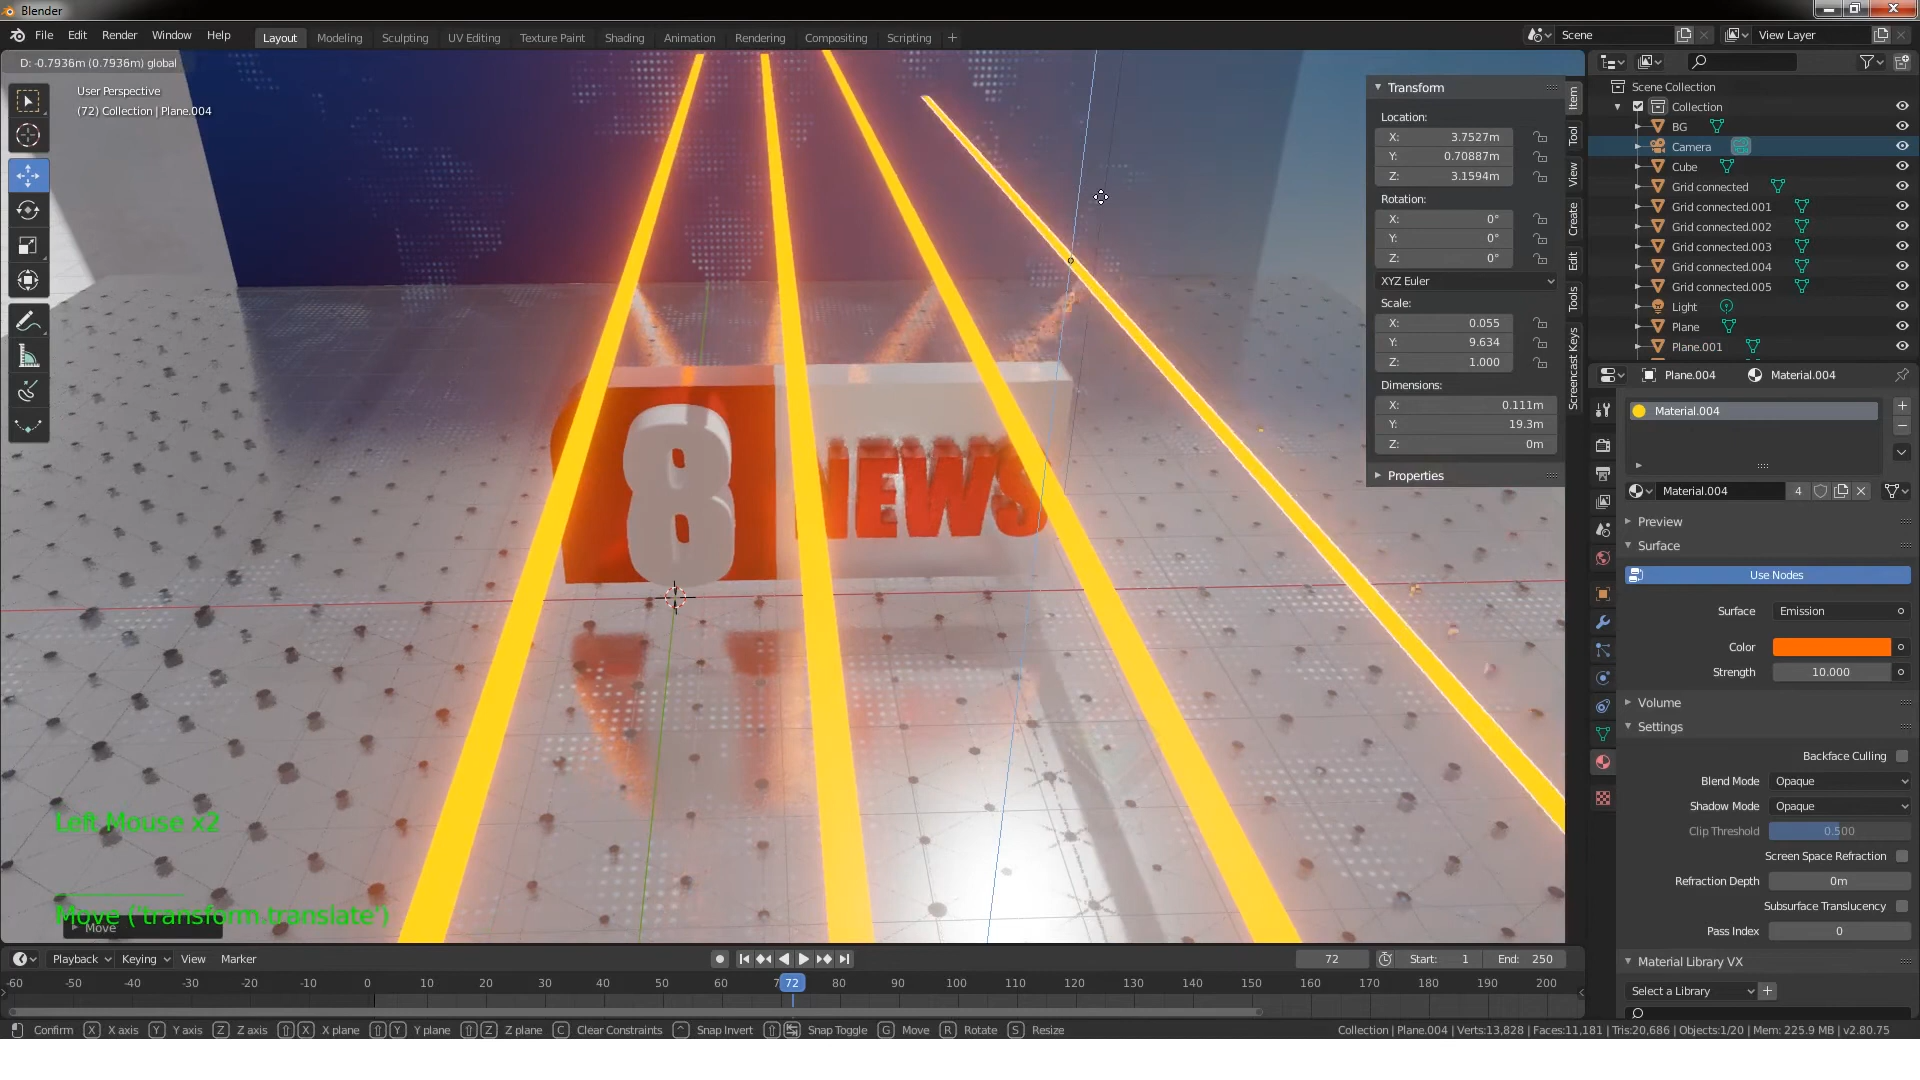 Blender
File Edit Render Window Help
Layout Modeling Sculpting UV Editing Texture Paint Shading Animation Rendering Compositing Scripting
Scene View Layer
D: -0.7936m (0.7936m) global
User Perspective
(72) Collection | Plane.004
Transform
Location:
X: 3.7527m
Y: 0.70887m
Z: 3.1594m
Rotation:
X: 0°
Y: 0°
Z: 0°
XYZ Euler
Scale:
X: 0.055
Y: 9.634
Z: 1.000
Dimensions:
X: 0.111m
Y: 19.3m
Z: 0m
Properties
Item
Tool
View
Create
Edit
Tools
Screencast Keys
Scene Collection
Collection
BG
Camera
Cube
Grid connected
Grid connected.001
Grid connected.002
Grid connected.003
Grid connected.004
Grid connected.005
Light
Plane
Plane.001
Plane.004 Material.004
Material.004
Material.004 4
Preview
Surface
Use Nodes
Surface Emission
Color
Strength 10.000
Volume
Settings
Backface Culling
Blend Mode Opaque
Shadow Mode Opaque
Clip Threshold 0.500
Screen Space Refraction
Refraction Depth 0m
Subsurface Translucency
Pass Index 0
Material Library VX
Select a Library
8 NEWS
Left Mouse x2
Move ('transform.translate')
Move
Playback Keying View Marker
72 Start: 1 End: 250
-60 -50 -40 -30 -20 -10 0 10 20 30 40 50 60 72 80 90 100 110 120 130 140 150 160 170 180 190 200
Confirm X X axis Y Y axis Z Z axis X X plane Y Y plane Z Z plane C Clear Constraints ^ Snap Invert Snap Toggle G Move R Rotate S Resize
Collection | Plane.004 | Verts:13,828 | Faces:11,181 | Tris:20,686 | Objects:1/20 | Mem: 225.9 MB | v2.80.75